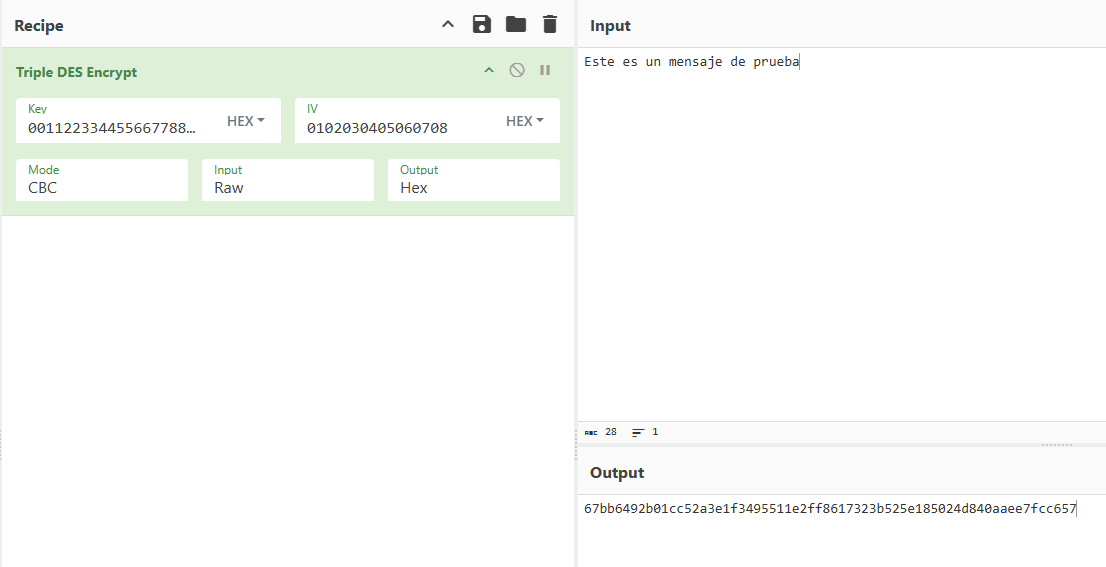 Recipe
Triple DES Encrypt
Key
001122334455667788…
HEX
IV
0102030405060708
HEX
Mode
CBC
Input
Raw
Output
Hex
Input
Este es un mensaje de prueba
ABC 28 1
Output
67bb6492b01cc52a3e1f3495511e2ff8617323b525e185024d840aaee7fcc657